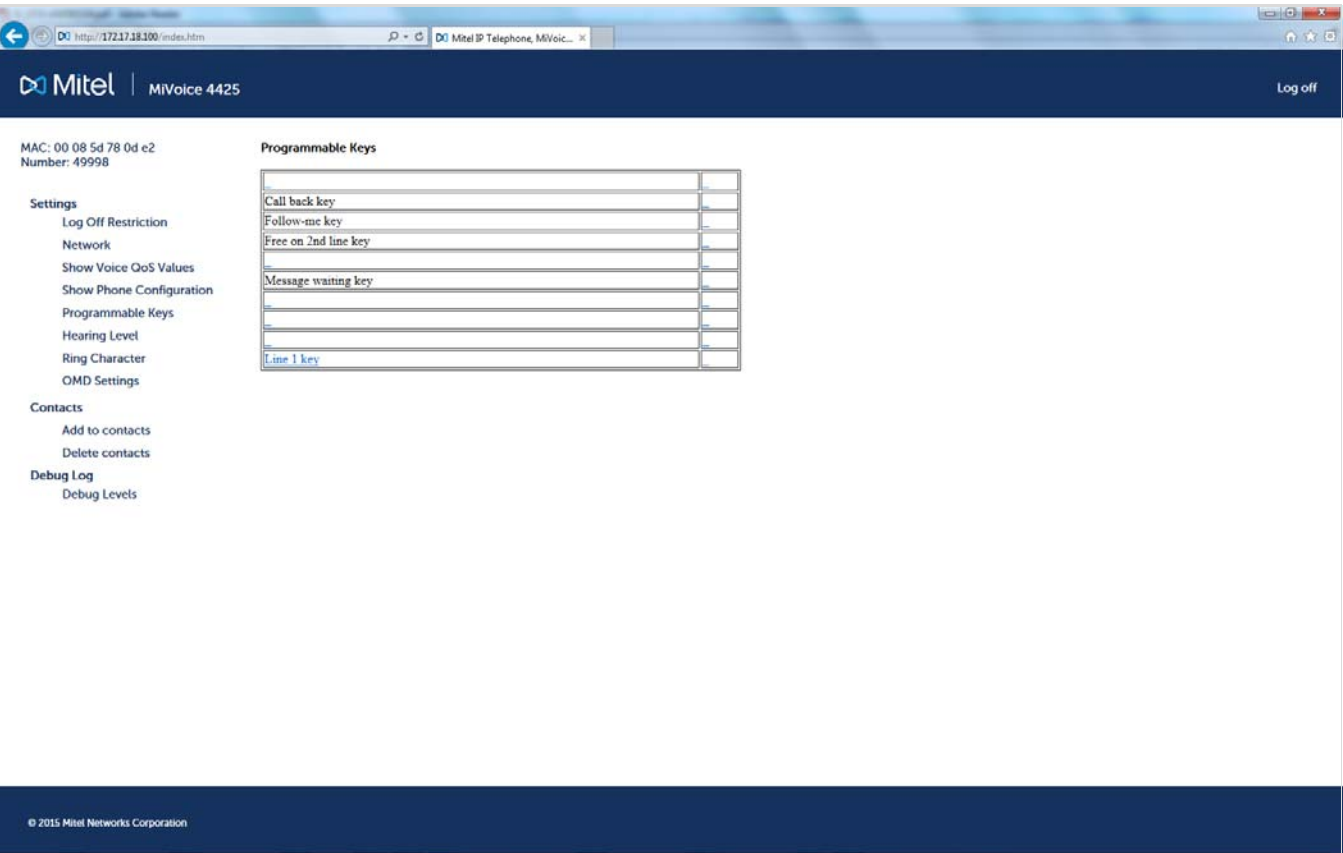 http://172.17.18.100/index.htm
Mitel IP Telephone, MiVoic...
Mitel | MiVoice 4425
Log off
MAC: 00 08 5d 78 0d e2
Number: 49998
Settings
Log Off Restriction
Network
Show Voice QoS Values
Show Phone Configuration
Programmable Keys
Hearing Level
Ring Character
OMD Settings
Contacts
Add to contacts
Delete contacts
Debug Log
Debug Levels
Programmable Keys
Call back key
Follow-me key
Free on 2nd line key
Message waiting key
Line 1 key
© 2015 Mitel Networks Corporation